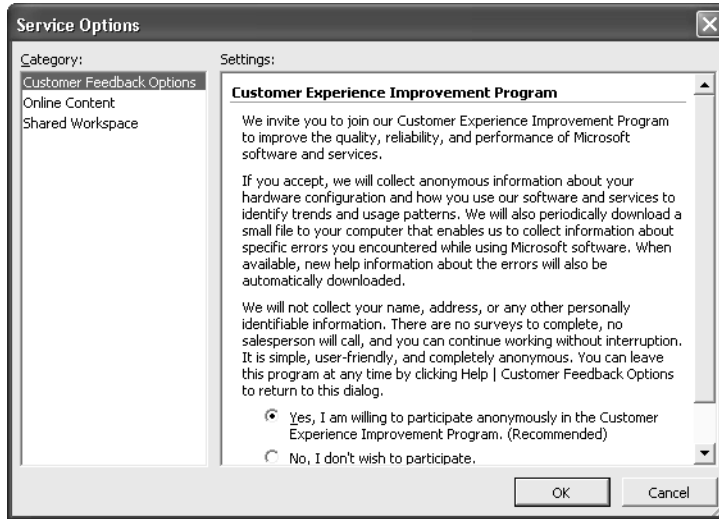 Service Options
Category:
Settings:
Customer Feedback Options
Online Content
Shared Workspace
Customer Experience Improvement Program
We invite you to join our Customer Experience Improvement Program
to improve the quality, reliability, and performance of Microsoft
software and services.
If you accept, we will collect anonymous information about your
hardware configuration and how you use our software and services to
identify trends and usage patterns. We will also periodically download a
small file to your computer that enables us to collect information about
specific errors you encountered while using Microsoft software. When
available, new help information about the errors will also be
automatically downloaded.
We will not collect your name, address, or any other personally
identifiable information. There are no surveys to complete, no
salesperson will call, and you can continue working without interruption.
It is simple, user-friendly, and completely anonymous. You can leave
this program at any time by clicking Help | Customer Feedback Options
to return to this dialog.
Yes, I am willing to participate anonymously in the Customer
Experience Improvement Program. (Recommended)
No, I don't wish to participate.
OK
Cancel